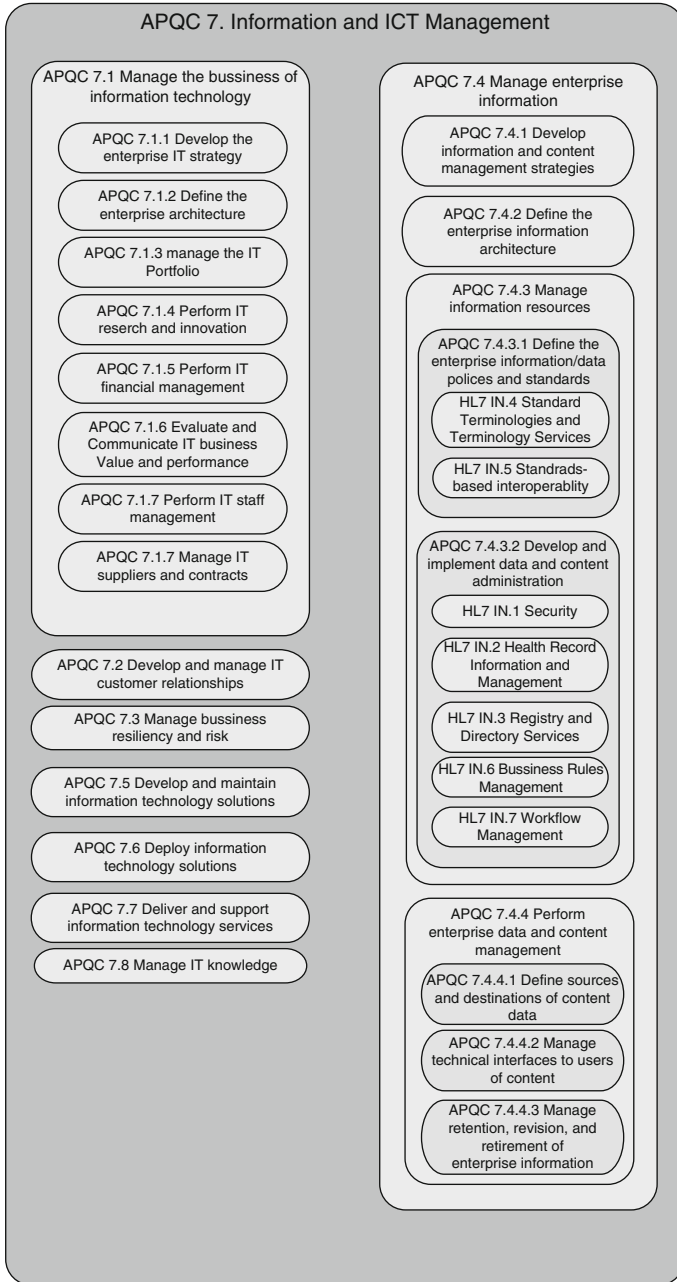 APQC 7. Information and ICT Management
APQC 7.1 Manage the bussiness of
information technology
APQC 7.1.1 Develop the
enterprise IT strategy
APQC 7.1.2 Define the
enterprise architecture
APQC 7.1.3 manage the IT
Portfolio
APQC 7.1.4 Perform IT
reserch and innovation
APQC 7.1.5 Perform IT
financial management
APQC 7.1.6 Evaluate and
Communicate IT business
Value and performance
APQC 7.1.7 Perform IT staff
management
APQC 7.1.7 Manage IT
suppliers and contracts
APQC 7.2 Develop and manage IT
customer relationships
APQC 7.3 Manage bussiness
resiliency and risk
APQC 7.5 Develop and maintain
information technology solutions
APQC 7.6 Deploy information
technology solutions
APQC 7.7 Deliver and support
information technology services
APQC 7.8 Manage IT knowledge
APQC 7.4 Manage enterprise
information
APQC 7.4.1 Develop
information and content
management strategies
APQC 7.4.2 Define the
enterprise information
architecture
APQC 7.4.3 Manage
information resources
APQC 7.4.3.1 Define the
enterprise information/data
polices and standards
HL7 IN.4 Standard
Terminologies and
Terminology Services
HL7 IN.5 Standrads-
based interoperablity
APQC 7.4.3.2 Develop and
implement data and content
administration
HL7 IN.1 Security
HL7 IN.2 Health Record
Information and
Management
HL7 IN.3 Registry and
Directory Services
HL7 IN.6 Bussiness Rules
Management
HL7 IN.7 Workflow
Management
APQC 7.4.4 Perform
enterprise data and content
management
APQC 7.4.4.1 Define sources
and destinations of content
data
APQC 7.4.4.2 Manage
technical interfaces to users
of content
APQC 7.4.4.3 Manage
retention, revision, and
retirement of
enterprise information